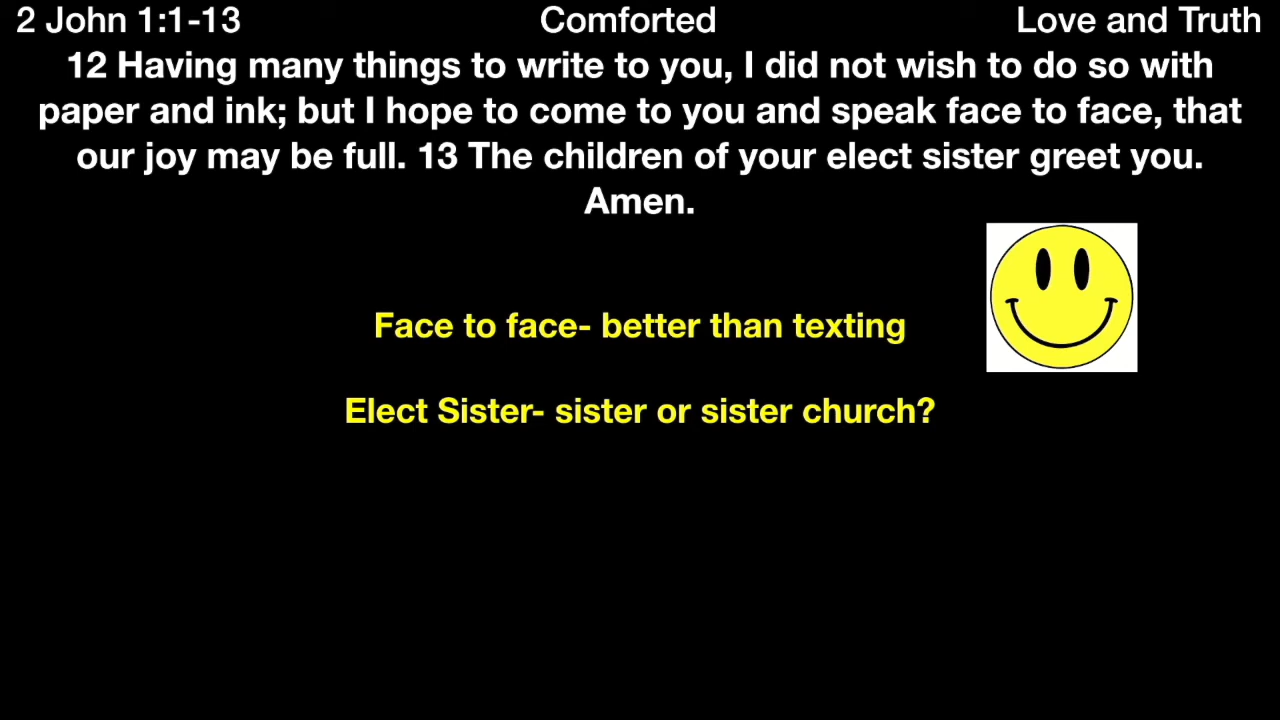 2 John 1:1-13 Comforted Love and Truth
12 Having many things to write to you, I did not wish to do so with
paper and ink; but I hope to come to you and speak face to face, that
our joy may be full. 13 The children of your elect sister greet you.
Amen.
Face to face- better than texting
Elect Sister- sister or sister church?